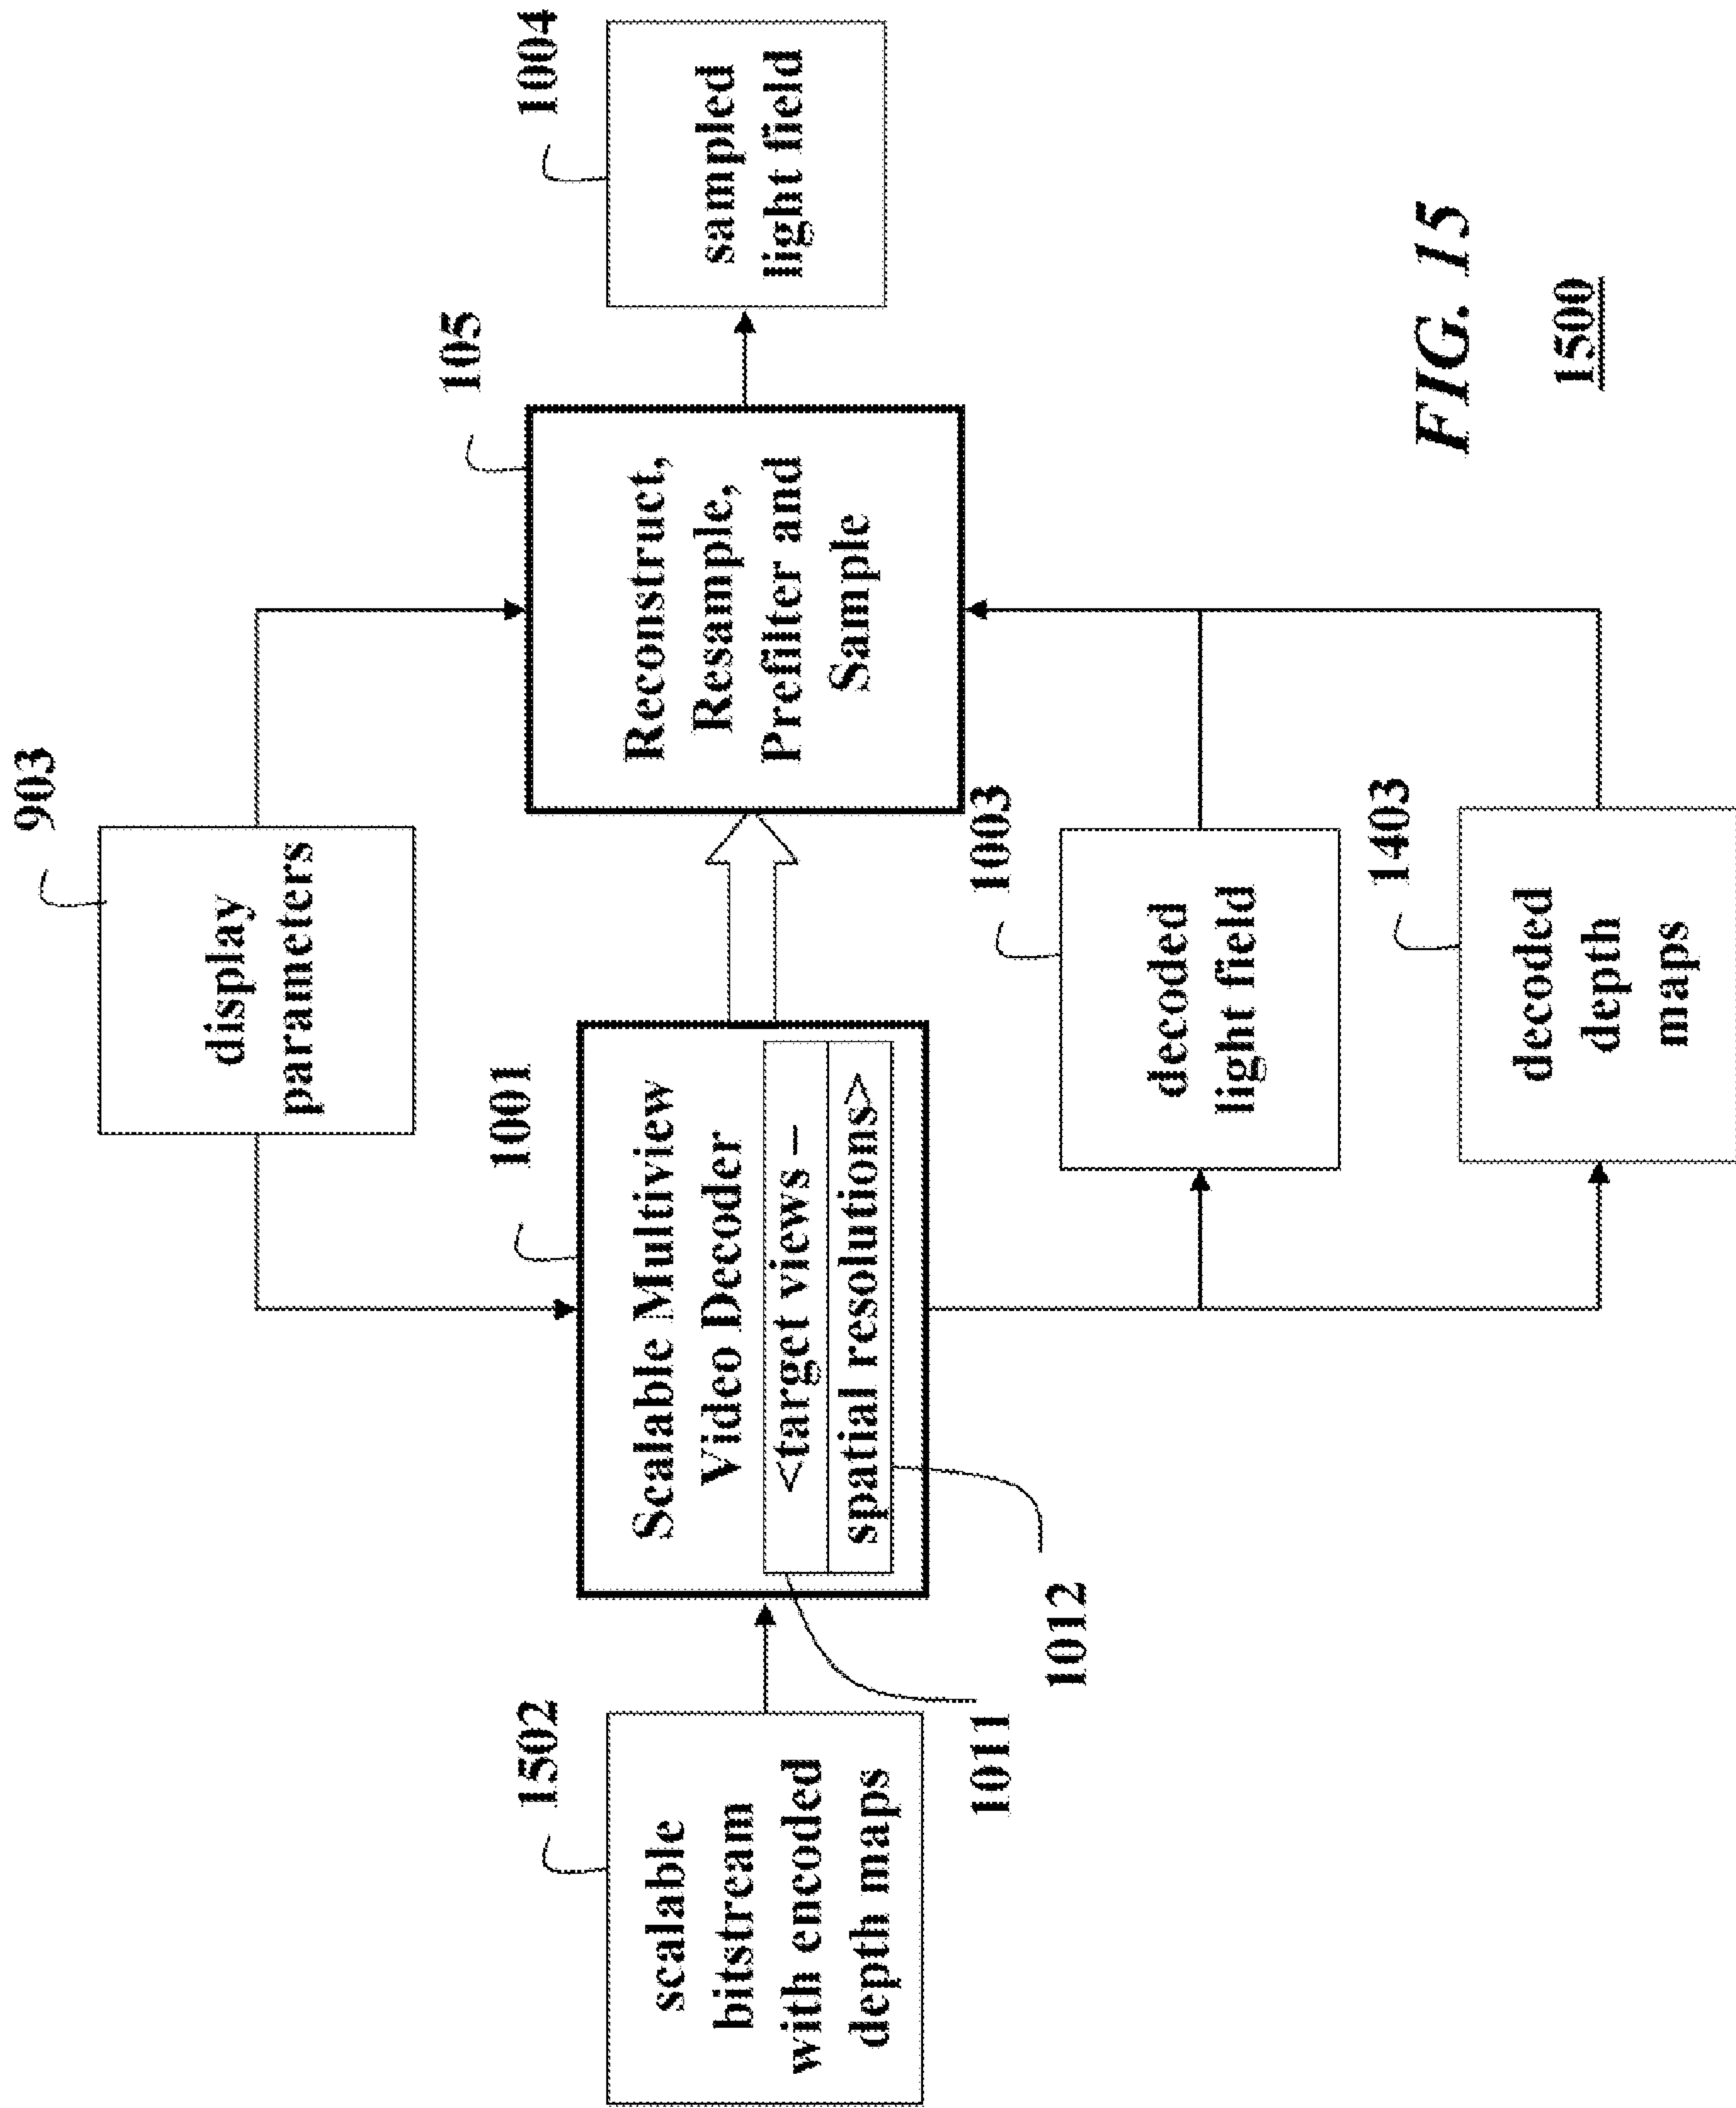 903
display
parameters
1502
scalable
bitstream
with encoded
depth maps
1001
Scalable Multiview
Video Decoder
<target views –
spatial resolutions>
1011
1012
105
Reconstruct,
Resample,
Prefilter and
Sample
1004
sampled
light field
1003
decoded
light field
1403
decoded
depth
maps
FIG. 15
1500